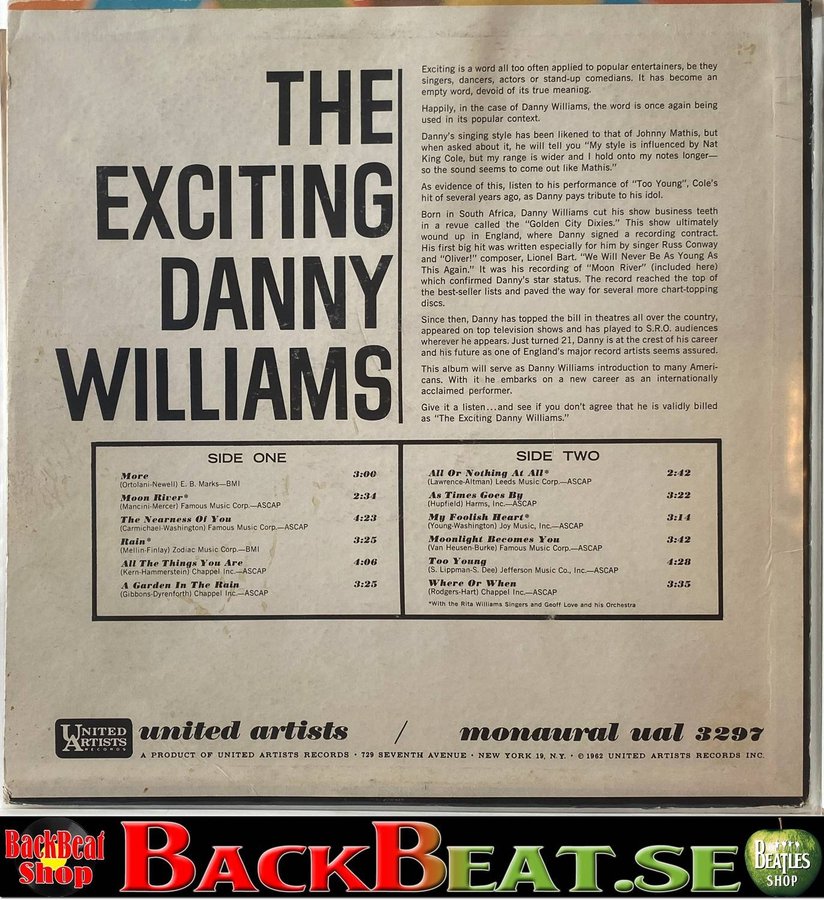 THE
EXCITING
DANNY
WILLIAMS
Exciting is a word all too often applied to popular entertainers, be they
singers, dancers, actors or stand-up comedians. It has become an
empty word, devoid of its true meaning.
Happily, in the case of Danny Williams, the word is once again being
used in its popular context.
Danny's singing style has been likened to that of Johnny Mathis, but
when asked about it, he will tell you "My style is influenced by Nat
King Cole, but my range is wider and I hold onto my notes longer—
so the sound seems to come out like Mathis."
As evidence of this, listen to his performance of "Too Young", Cole's
hit of several years ago, as Danny pays tribute to his idol.
Born in South Africa, Danny Williams cut his show business teeth
in a revue called the "Golden City Dixies." This show ultimately
wound up in England, where Danny signed a recording contract.
His first big hit was written especially for him by singer Russ Conway
and "Oliver!" composer, Lionel Bart. "We Will Never Be As Young As
This Again." It was his recording of "Moon River" (included here)
which confirmed Danny's star status. The record reached the top of
the best-seller lists and paved the way for several more chart-topping
discs.
Since then, Danny has topped the bill in theatres all over the country,
appeared on top television shows and has played to S.R.O. audiences
wherever he appears. Just turned 21, Danny is at the crest of his career
and his future as one of England's major record artists seems assured.
This album will serve as Danny Williams introduction to many Ameri-
cans. With it he embarks on a new career as an internationally
acclaimed performer.
Give it a listen...and see if you don't agree that he is validly billed
as "The Exciting Danny Williams."
SIDE ONE
More 3:00
(Ortolani-Newell) E. B. Marks—BMI
Moon River* 2:34
(Mancini-Mercer) Famous Music Corp.—ASCAP
The Nearness Of You 4:23
(Carmichael-Washington) Famous Music Corp.—ASCAP
Rain* 3:25
(Mellin-Finlay) Zodiac Music Corp.—BMI
All The Things You Are 4:06
(Kern-Hammerstein) Chappel Inc.—ASCAP
A Garden In The Rain 3:25
(Gibbons-Dyrenforth) Chappel Inc.—ASCAP
SIDE TWO
All Or Nothing At All* 2:42
(Lawrence-Altman) Leeds Music Corp.—ASCAP
As Times Goes By 3:22
(Hupfield) Harms, Inc.—ASCAP
My Foolish Heart* 3:14
(Young-Washington) Joy Music, Inc.—ASCAP
Moonlight Becomes You 3:42
(Van Heusen-Burke) Famous Music Corp.—ASCAP
Too Young 4:28
(S. Lippman-S. Dee) Jefferson Music Co., Inc.—ASCAP
Where Or When 3:35
(Rodgers-Hart) Chappel Inc.—ASCAP
*With the Rita Williams Singers and Geoff Love and his Orchestra
UNITED
ARTISTS
RECORDS
united artists / monaural ual 3297
A PRODUCT OF UNITED ARTISTS RECORDS • 729 SEVENTH AVENUE • NEW YORK 19, N.Y. • © 1962 UNITED ARTISTS RECORDS INC.
BackBeat
Shop
BACKBEAT.SE
BEATLES
SHOP